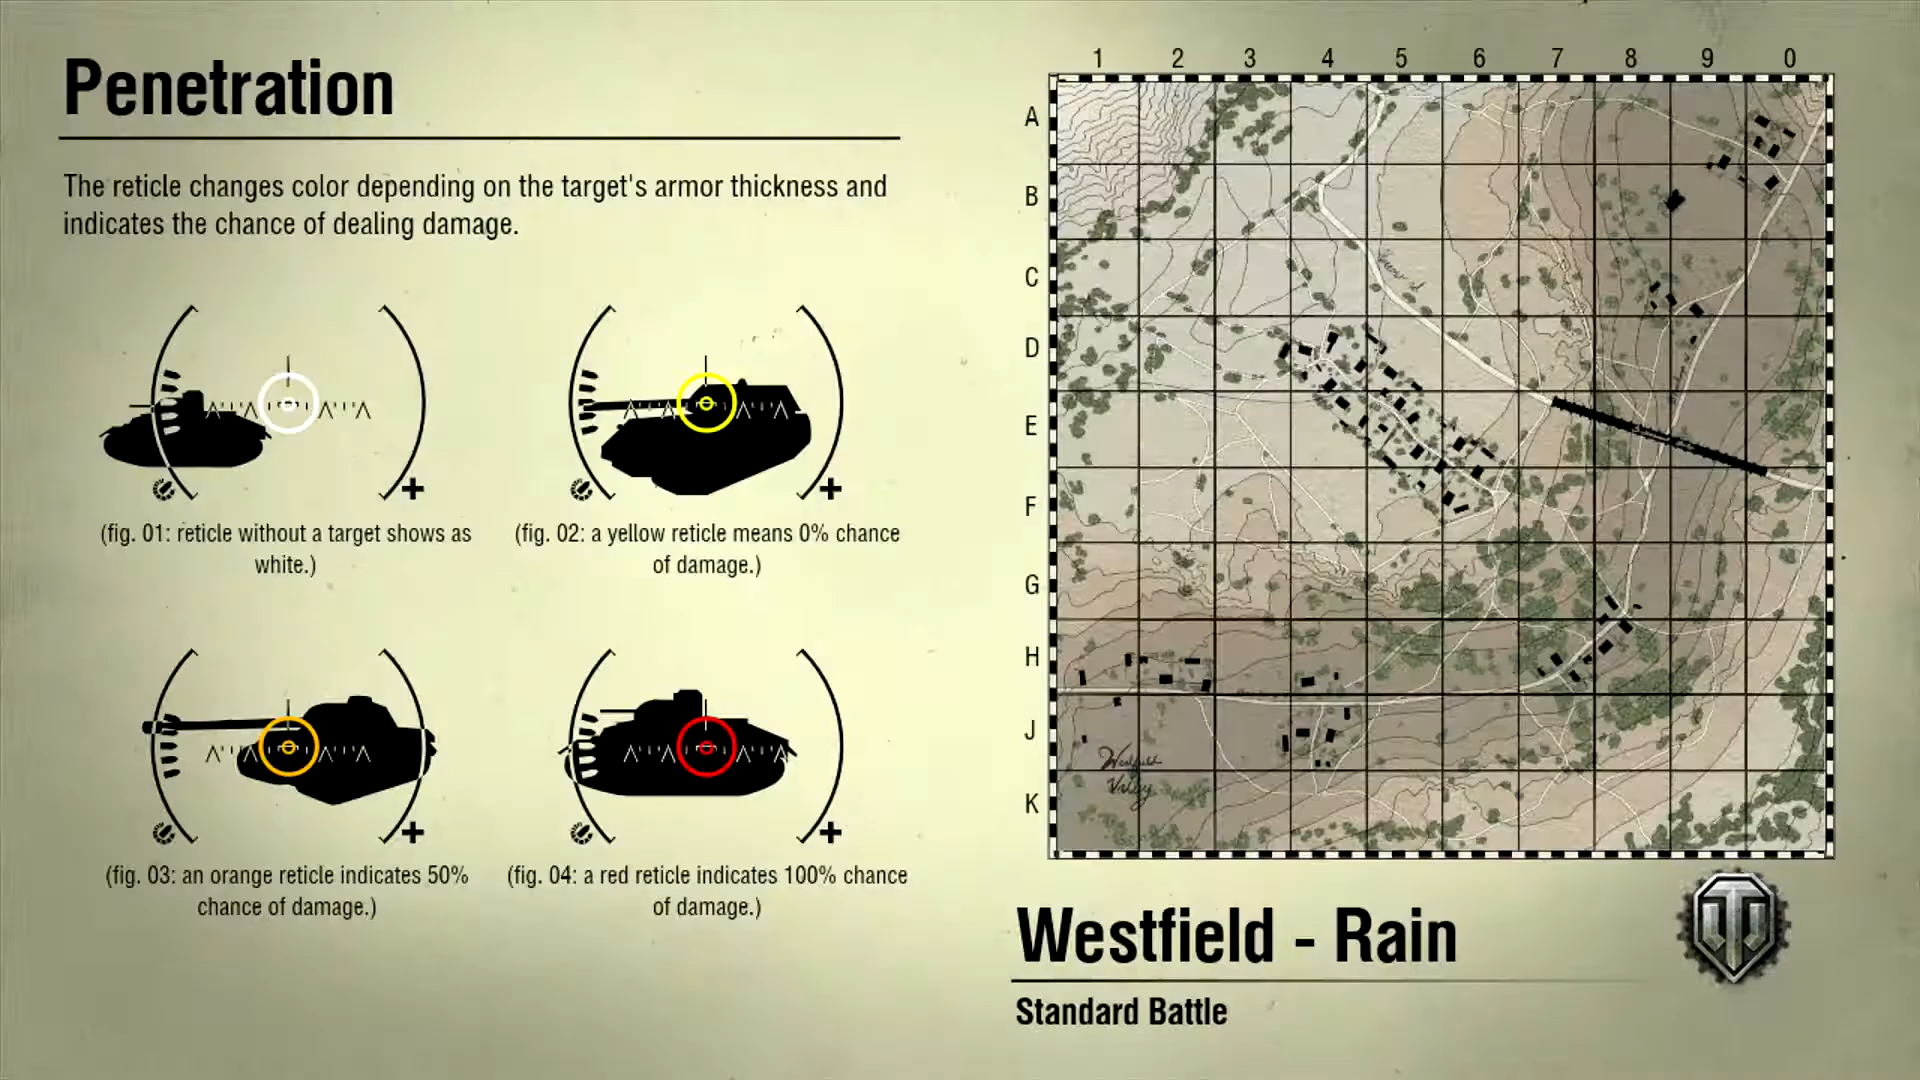 Penetration
The reticle changes color depending on the target's armor thickness and
indicates the chance of dealing damage.
(fig. 01: reticle without a target shows as
white.)
(fig. 02: a yellow reticle means 0% chance
of damage.)
(fig. 03: an orange reticle indicates 50%
chance of damage.)
(fig. 04: a red reticle indicates 100% chance
of damage.)
1 2 3 4 5 6 7 8 9 0
A
B
C
D
E
F
G
H
J
K
Westfield - Rain
Standard Battle